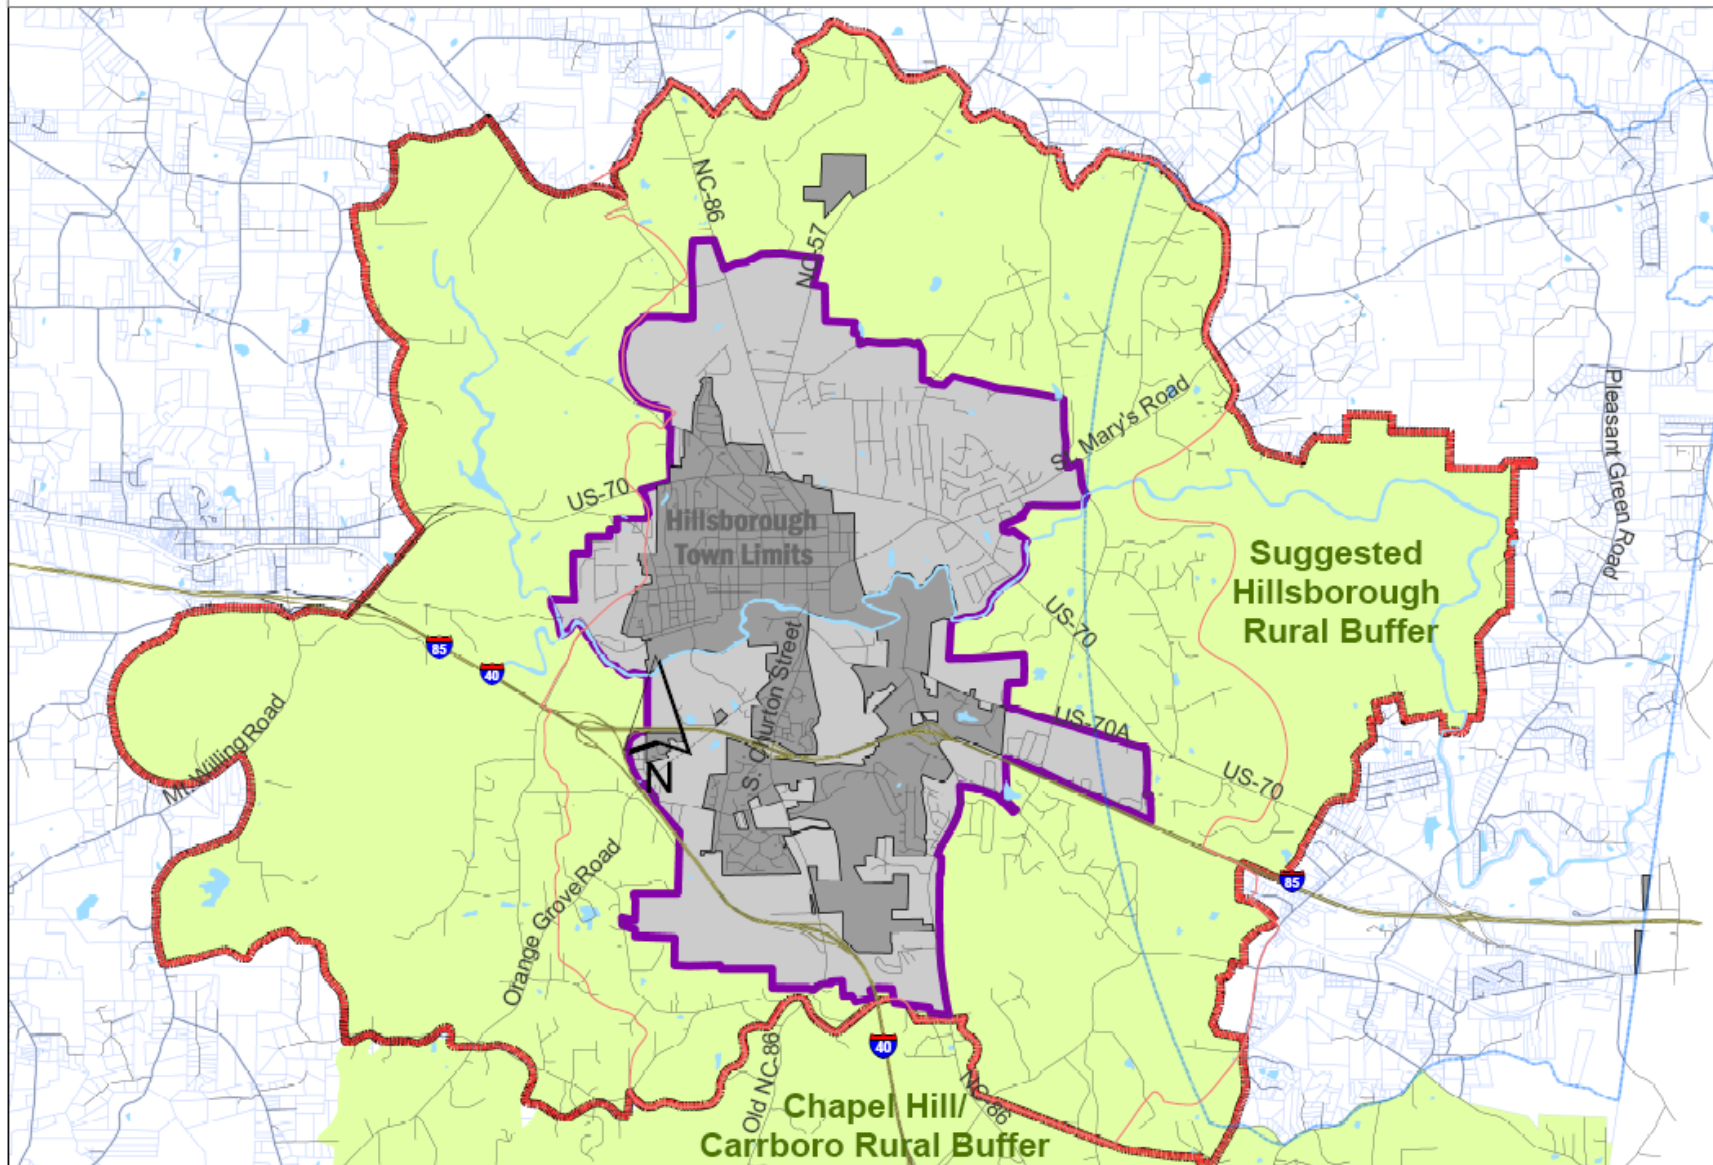 NC-86
NC-57
St. Mary's Road
Pleasant Green Road
US-70
Hillsborough
Town Limits
Suggested
Hillsborough
Rural Buffer
US-70
85
40
S. Churton Street
US-70A
Mt. Willing Road
N
US-70
Orange Grove Road
85
40
Old NC-86
NC-86
Chapel Hill/
Carrboro Rural Buffer